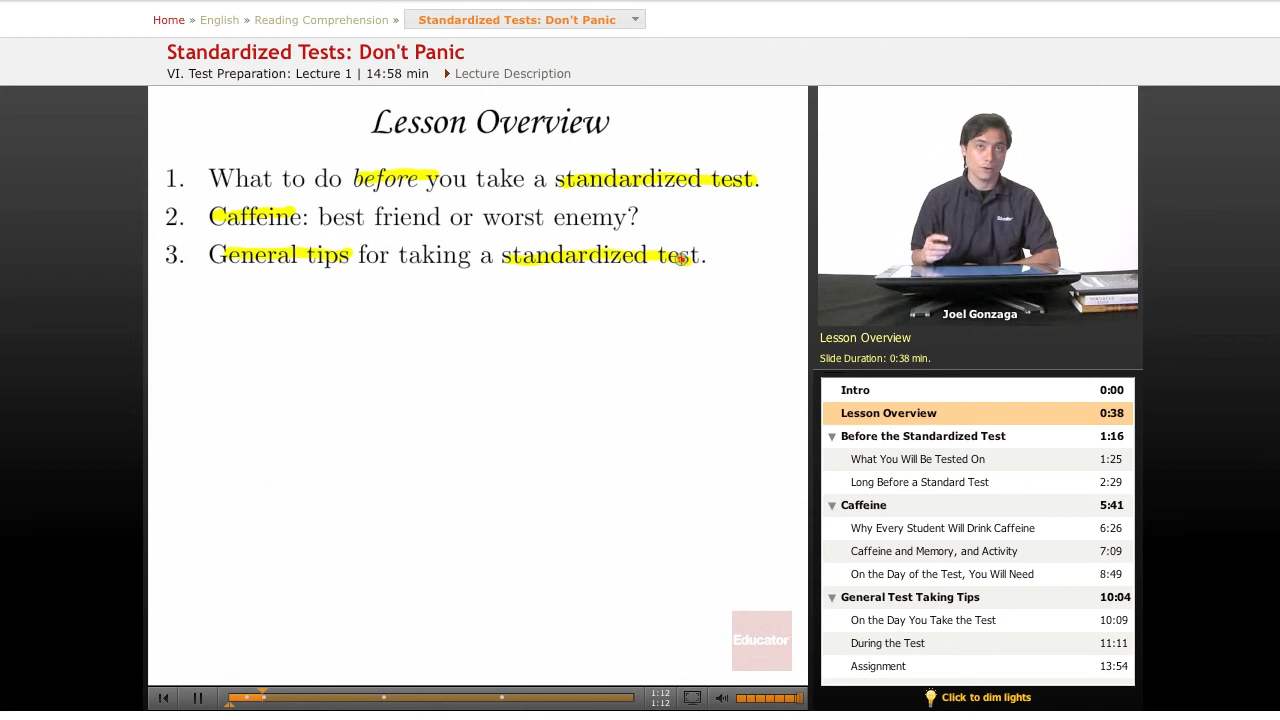 Home » English » Reading Comprehension » Standardized Tests: Don't Panic
Standardized Tests: Don't Panic
VI. Test Preparation: Lecture 1 | 14:58 min Lecture Description
Lesson Overview
1. What to do before you take a standardized test.
2. Caffeine: best friend or worst enemy?
3. General tips for taking a standardized test.
Educator
1:12
1:12
Joel Gonzaga
Lesson Overview
Slide Duration: 0:38 min.
Intro 0:00
Lesson Overview 0:38
Before the Standardized Test 1:16
What You Will Be Tested On 1:25
Long Before a Standard Test 2:29
Caffeine 5:41
Why Every Student Will Drink Caffeine 6:26
Caffeine and Memory, and Activity 7:09
On the Day of the Test, You Will Need 8:49
General Test Taking Tips 10:04
On the Day You Take the Test 10:09
During the Test 11:11
Assignment 13:54
Click to dim lights